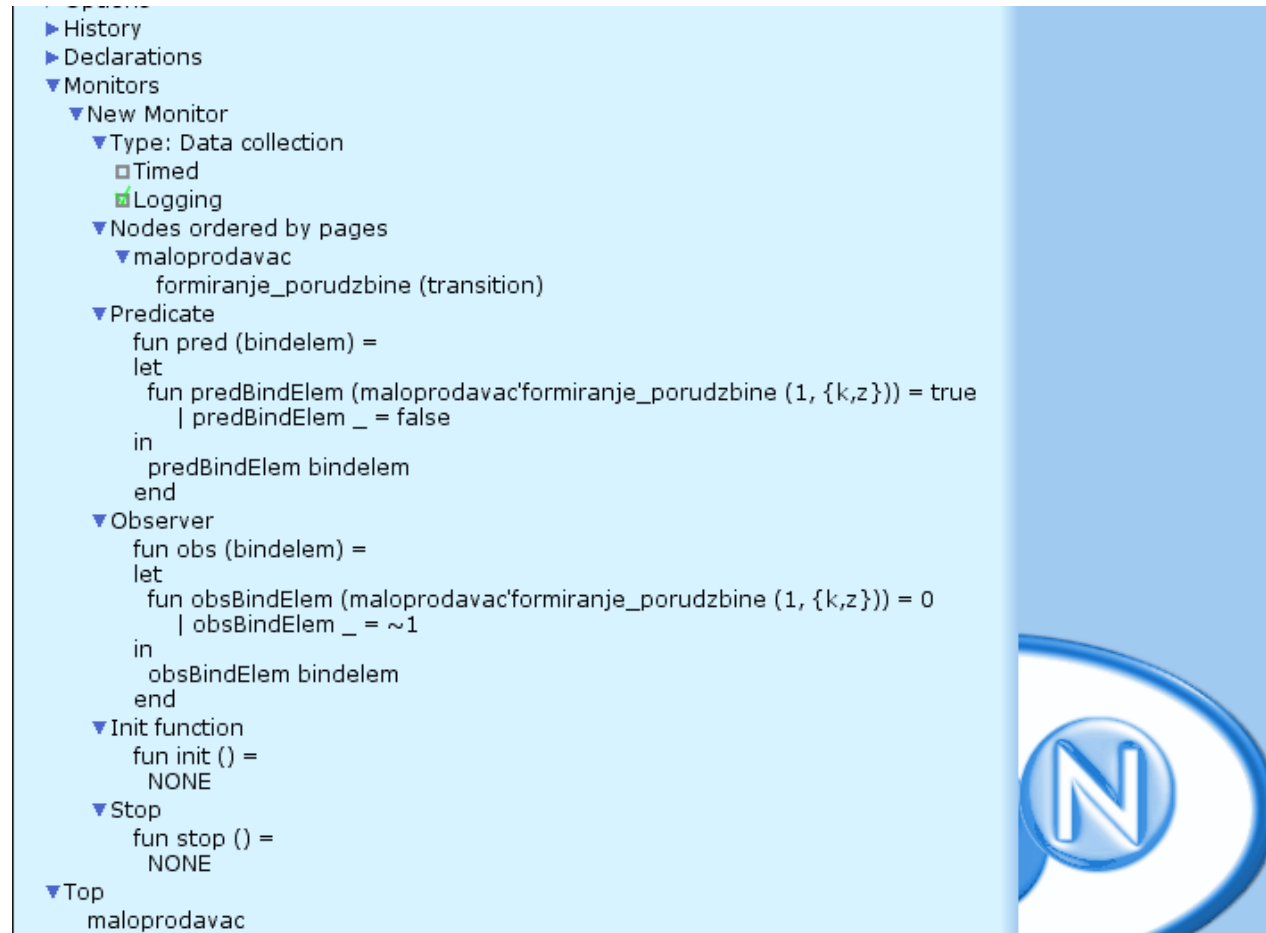 History
Declarations
Monitors
New Monitor
Type: Data collection
Timed
Logging
Nodes ordered by pages
maloprodavac
formiranje_porudzbine (transition)
Predicate
fun pred (bindelem) =
let
fun predBindElem (maloprodavac'formiranje_porudzbine (1, {k,z})) = true
| predBindElem _ = false
in
predBindElem bindelem
end
Observer
fun obs (bindelem) =
let
fun obsBindElem (maloprodavac'formiranje_porudzbine (1, {k,z})) = 0
| obsBindElem _ = ~1
in
obsBindElem bindelem
end
Init function
fun init () =
NONE
Stop
fun stop () =
NONE
Top
maloprodavac
N